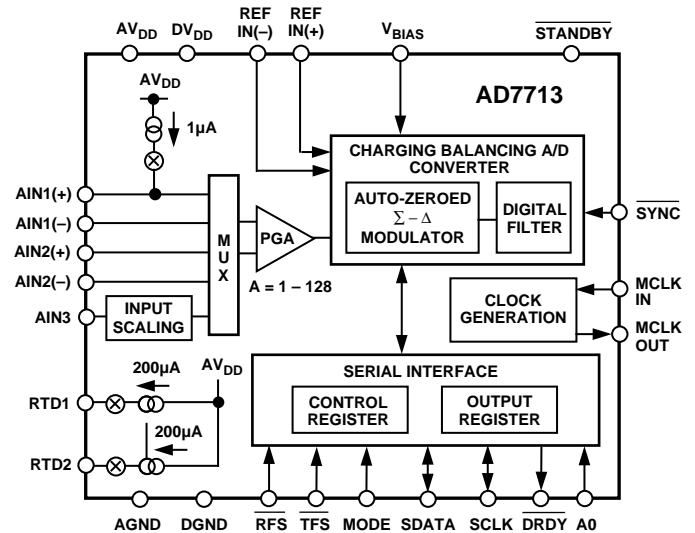 AVDD DVDD REF IN(–) REF IN(+) VBIAS STANDBY
AD7713
AVDD
1µA
CHARGING BALANCING A/D
CONVERTER
AUTO-ZEROED
Σ – Δ
MODULATOR
DIGITAL
FILTER
AIN1(+)
AIN1(–)
AIN2(+)
AIN2(–)
AIN3
MUX
PGA
A = 1 – 128
INPUT
SCALING
SYNC
CLOCK
GENERATION
MCLK
IN
MCLK
OUT
SERIAL INTERFACE
CONTROL
REGISTER
OUTPUT
REGISTER
200µA
AVDD
RTD1
200µA
RTD2
AGND DGND RFS TFS MODE SDATA SCLK DRDY A0